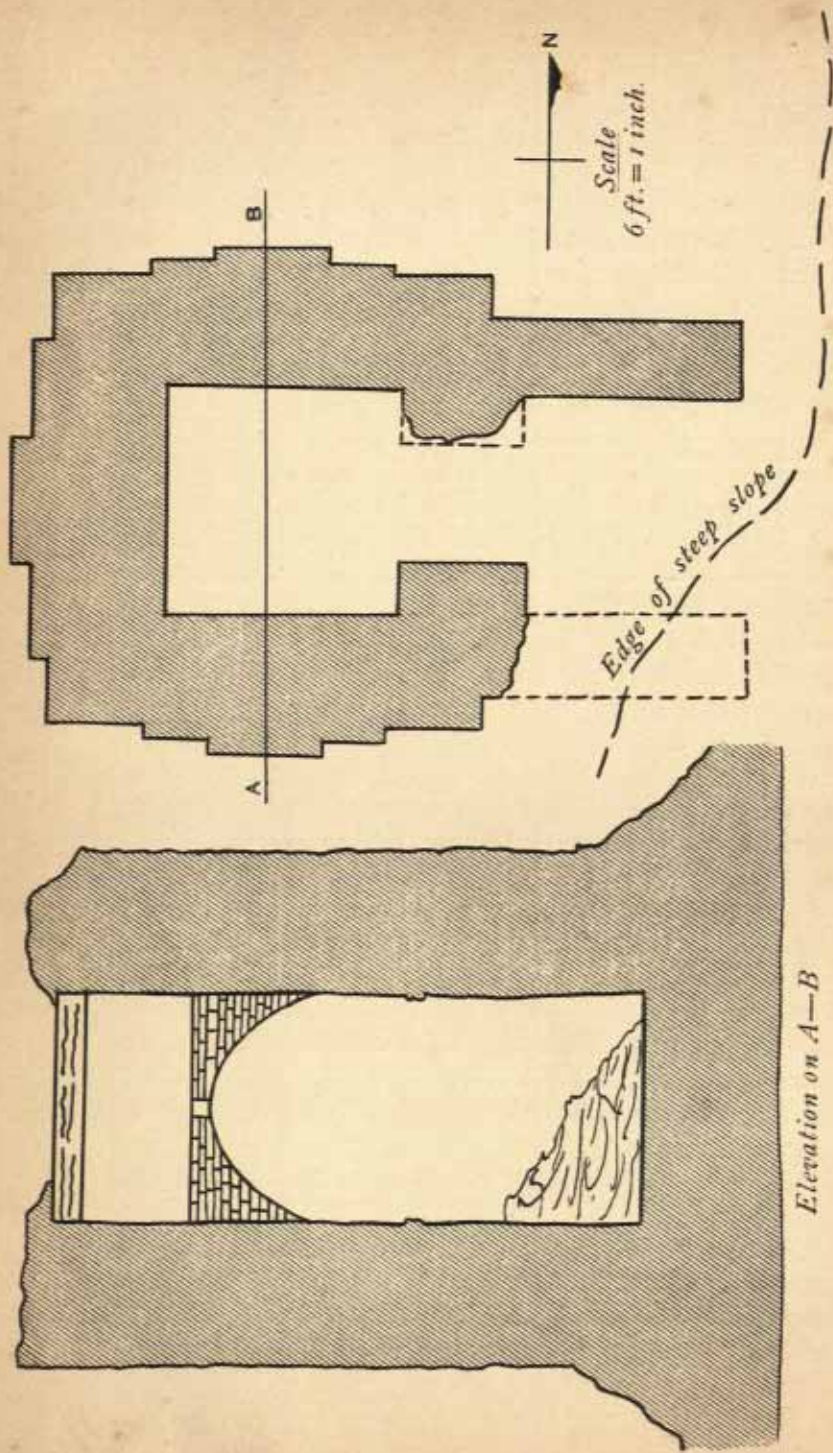 A
B
N
Scale
6 ft. = 1 inch.
Edge of steep slope
Elevation on A—B